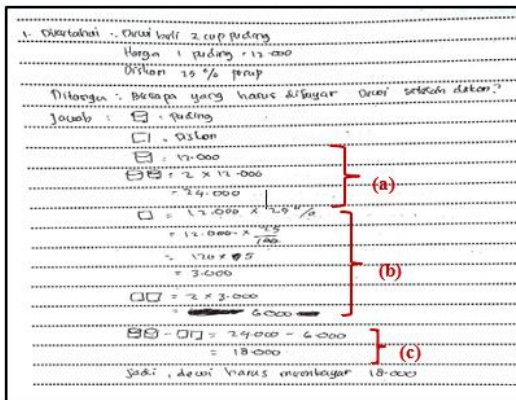 1. Diketahui : Dewi beli 2 cup puding
Harga 1 puding = 12.000
Diskon 25 % percup
Ditanya : Berapa yang harus dibayar Dewi setelah diskon?
Jawab : = puding
= Diskon
= 12.000
= 2 x 12.000
= 24.000
(a)
= 12.000 x 25 %
= 12.000 x 25/100
= 120 x 25
= 3.000
= 2 x 3.000
= 6.000
(b)
- = 24.000 - 6.000
= 18.000
(c)
Jadi, dewi harus membayar 18.000